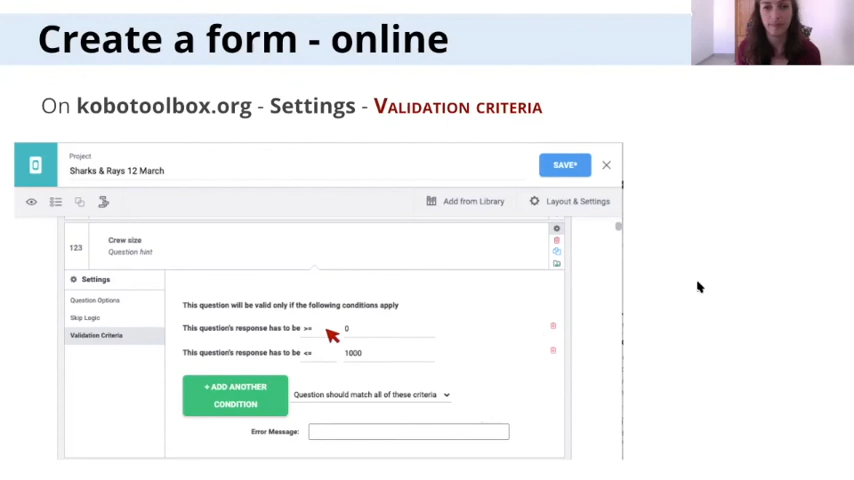 Create a form - online
On kobotoolbox.org - Settings - VALIDATION CRITERIA
Project
Sharks & Rays 12 March
SAVE*
Add from Library
Layout & Settings
123
Crew size
Question hint
Settings
Question Options
Skip Logic
Validation Criteria
This question will be valid only if the following conditions apply
This question's response has to be >= 0
This question's response has to be <= 1000
+ ADD ANOTHER
CONDITION
Question should match all of these criteria
Error Message: